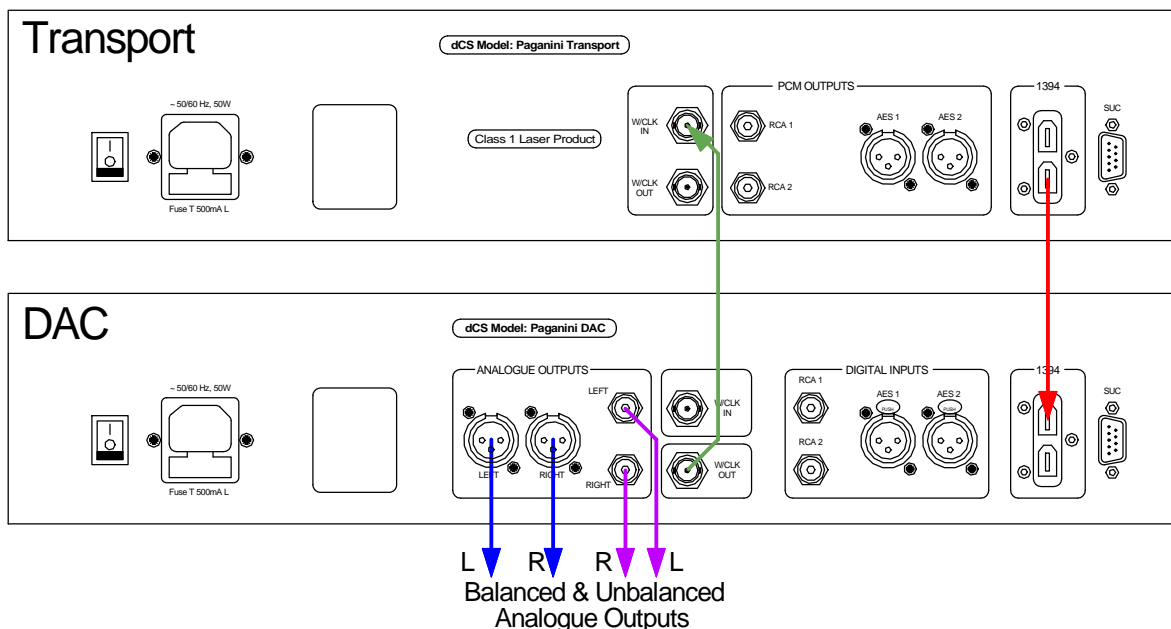 Transport
dCS Model: Paganini Transport
~ 50/60 Hz, 50W
Fuse T 500mA L
Class 1 Laser Product
W/CLK
IN
W/CLK
OUT
PCM OUTPUTS
RCA 1
RCA 2
AES 1
AES 2
1394
SUC
DAC
dCS Model: Paganini DAC
~ 50/60 Hz, 50W
Fuse T 500mA L
ANALOGUE OUTPUTS
LEFT
LEFT
RIGHT
RIGHT
W/CLK
IN
W/CLK
OUT
DIGITAL INPUTS
RCA 1
RCA 2
AES 1
PUSH
AES 2
PUSH
1394
SUC
L R R L
Balanced & Unbalanced
Analogue Outputs